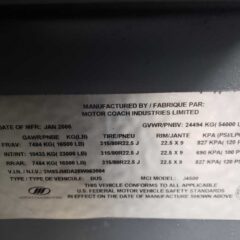 MANUFACTURED BY / FABRIQUE PAR:
MOTOR COACH INDUSTRIES LIMITED
DATE OF MFR: JAN 2006 GVWR/PNBV: 24494 KG( 54000 L
GAWR/PNBE KG(LB) TIRE/PNEU RIM/JANTE KPA (PSI/LPC
FR/AV: 7484 KG( 16500 LB) 315/80R22.5 J 22.5 X 9 827 KPA( 120 PS
INT/INT: 10433 KG( 23000 LB) 315/80R22.5 J 22.5 X 9 690 KPA( 100 P
RR/AR: 7484 KG( 16500 LB) 315/80R22.5 J 22.5 X 9 827 KPA( 120 P
V.I.N. / N.I.V.:
TYPE / TYPE DE VEHICULE: BUS MCI MODEL: J4500
THIS VEHICLE CONFORMS TO ALL APPLICABLE
U.S. FEDERAL MOTOR VEHICLE SAFETY STANDARDS
IN EFFECT ON THE DATE OF MANUFACTURE SHOWN ABOVE.